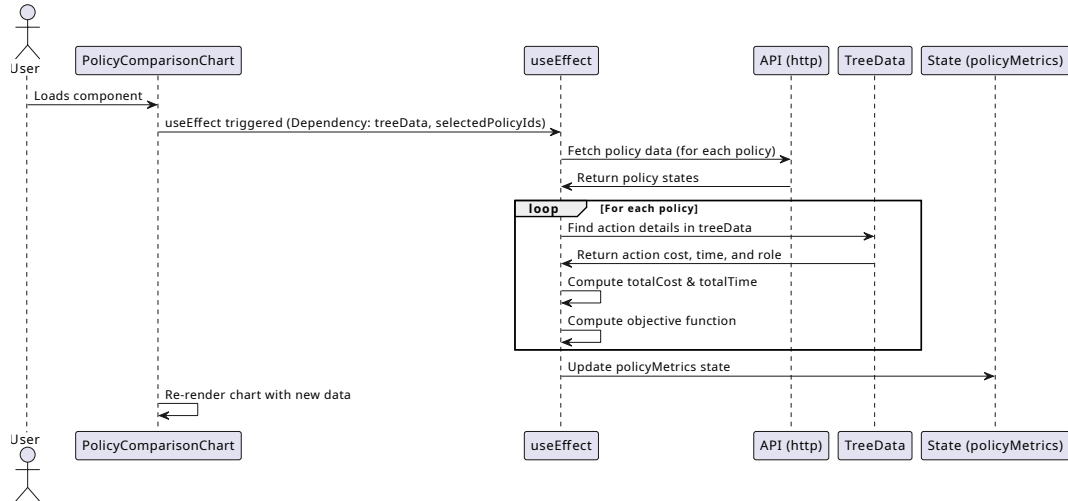 User
PolicyComparisonChart
useEffect
API (http)
TreeData
State (policyMetrics)
Loads component
useEffect triggered (Dependency: treeData, selectedPolicyIds)
Fetch policy data (for each policy)
Return policy states
loop [For each policy]
Find action details in treeData
Return action cost, time, and role
Compute totalCost & totalTime
Compute objective function
Update policyMetrics state
Re-render chart with new data
User
PolicyComparisonChart
useEffect
API (http)
TreeData
State (policyMetrics)